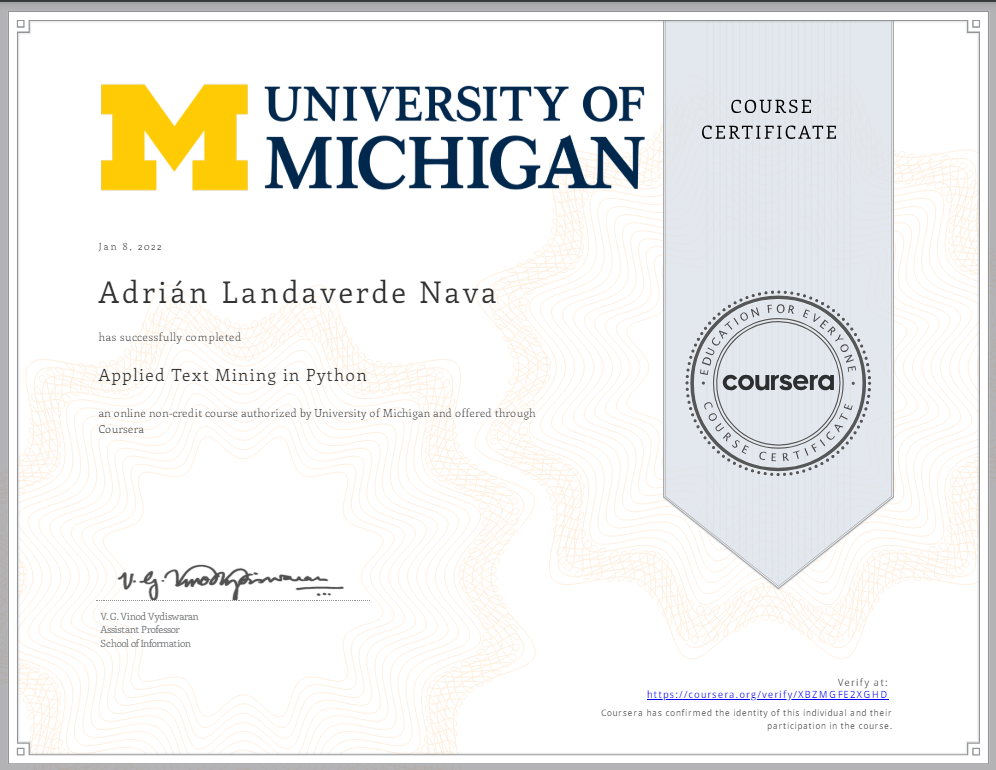 UNIVERSITY OF
MICHIGAN
COURSE
CERTIFICATE
Jan 8, 2022
Adrián Landaverde Nava
has successfully completed
Applied Text Mining in Python
an online non-credit course authorized by University of Michigan and offered through
Coursera
EDUCATION FOR EVERYONE
coursera
COURSE CERTIFICATE
V. G. Vinod Vydiswaran
V. G. Vinod Vydiswaran
Assistant Professor
School of Information
Verify at:
https://coursera.org/verify/XBZMGFE2XGHD
Coursera has confirmed the identity of this individual and their
participation in the course.